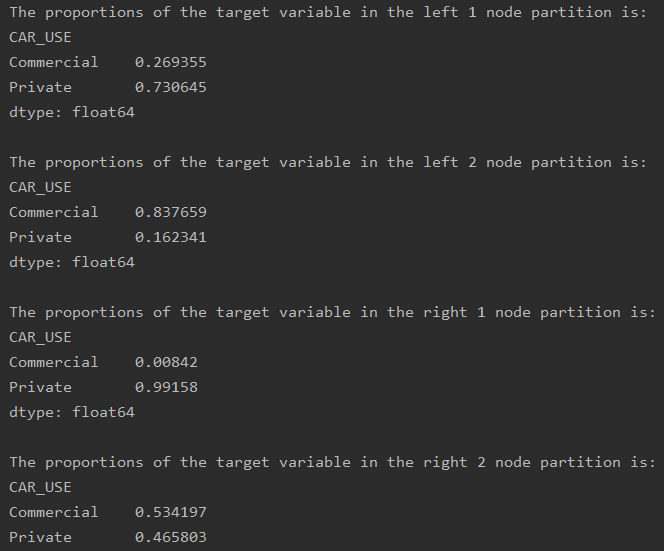 The proportions of the target variable in the left 1 node partition is:
CAR_USE
Commercial    0.269355
Private       0.730645
dtype: float64

The proportions of the target variable in the left 2 node partition is:
CAR_USE
Commercial    0.837659
Private       0.162341
dtype: float64

The proportions of the target variable in the right 1 node partition is:
CAR_USE
Commercial    0.00842
Private       0.99158
dtype: float64

The proportions of the target variable in the right 2 node partition is:
CAR_USE
Commercial    0.534197
Private       0.465803